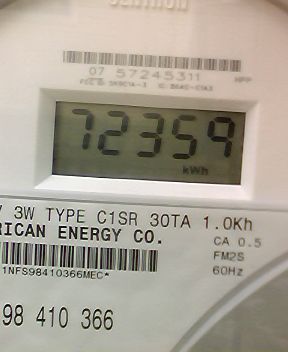 07 57245311
72359
kWh
3W TYPE C1SR 30TA 1.0Kh
RICAN ENERGY CO.
CA 0.5
FM2S
60Hz
1NFS98410366MEC*
98 410 366